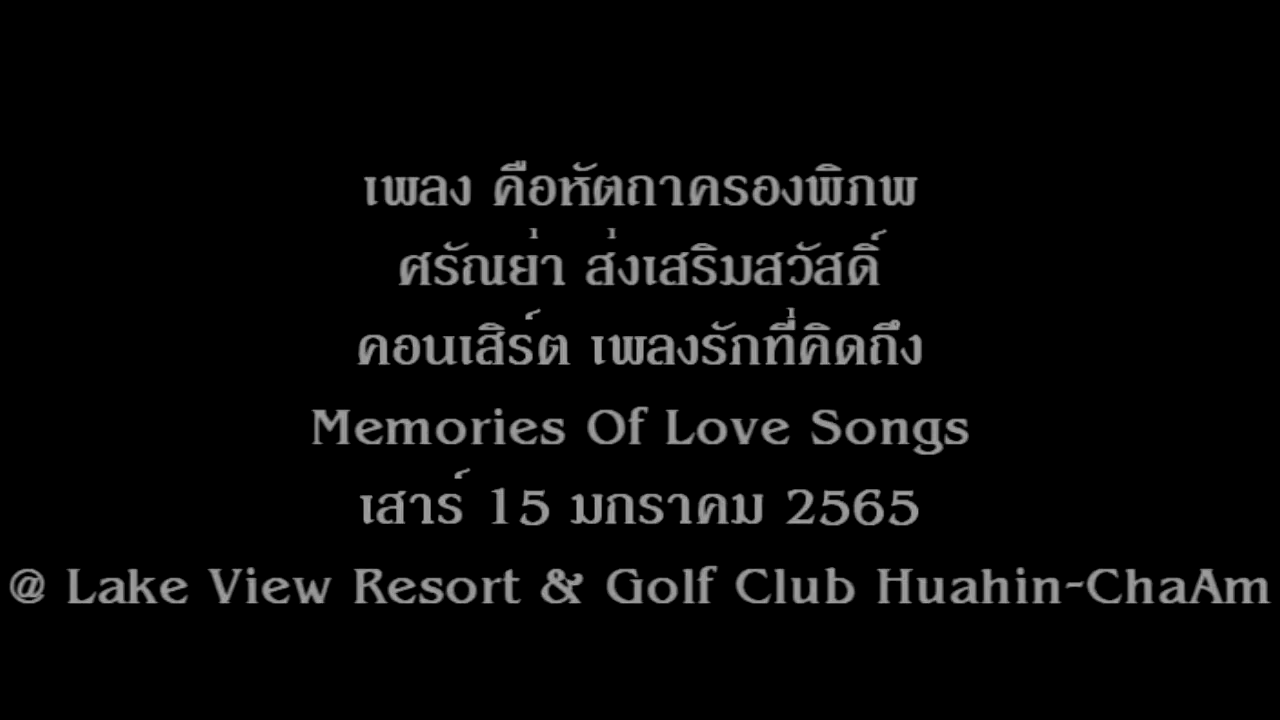 เพลง คือหัตถาครองพิภพ
ศรัณย่า ส่งเสริมสวัสดิ์
คอนเสิร์ต เพลงรักที่คิดถึง
Memories Of Love Songs
เสาร์ 15 มกราคม 2565
@ Lake View Resort & Golf Club Huahin-ChaAm